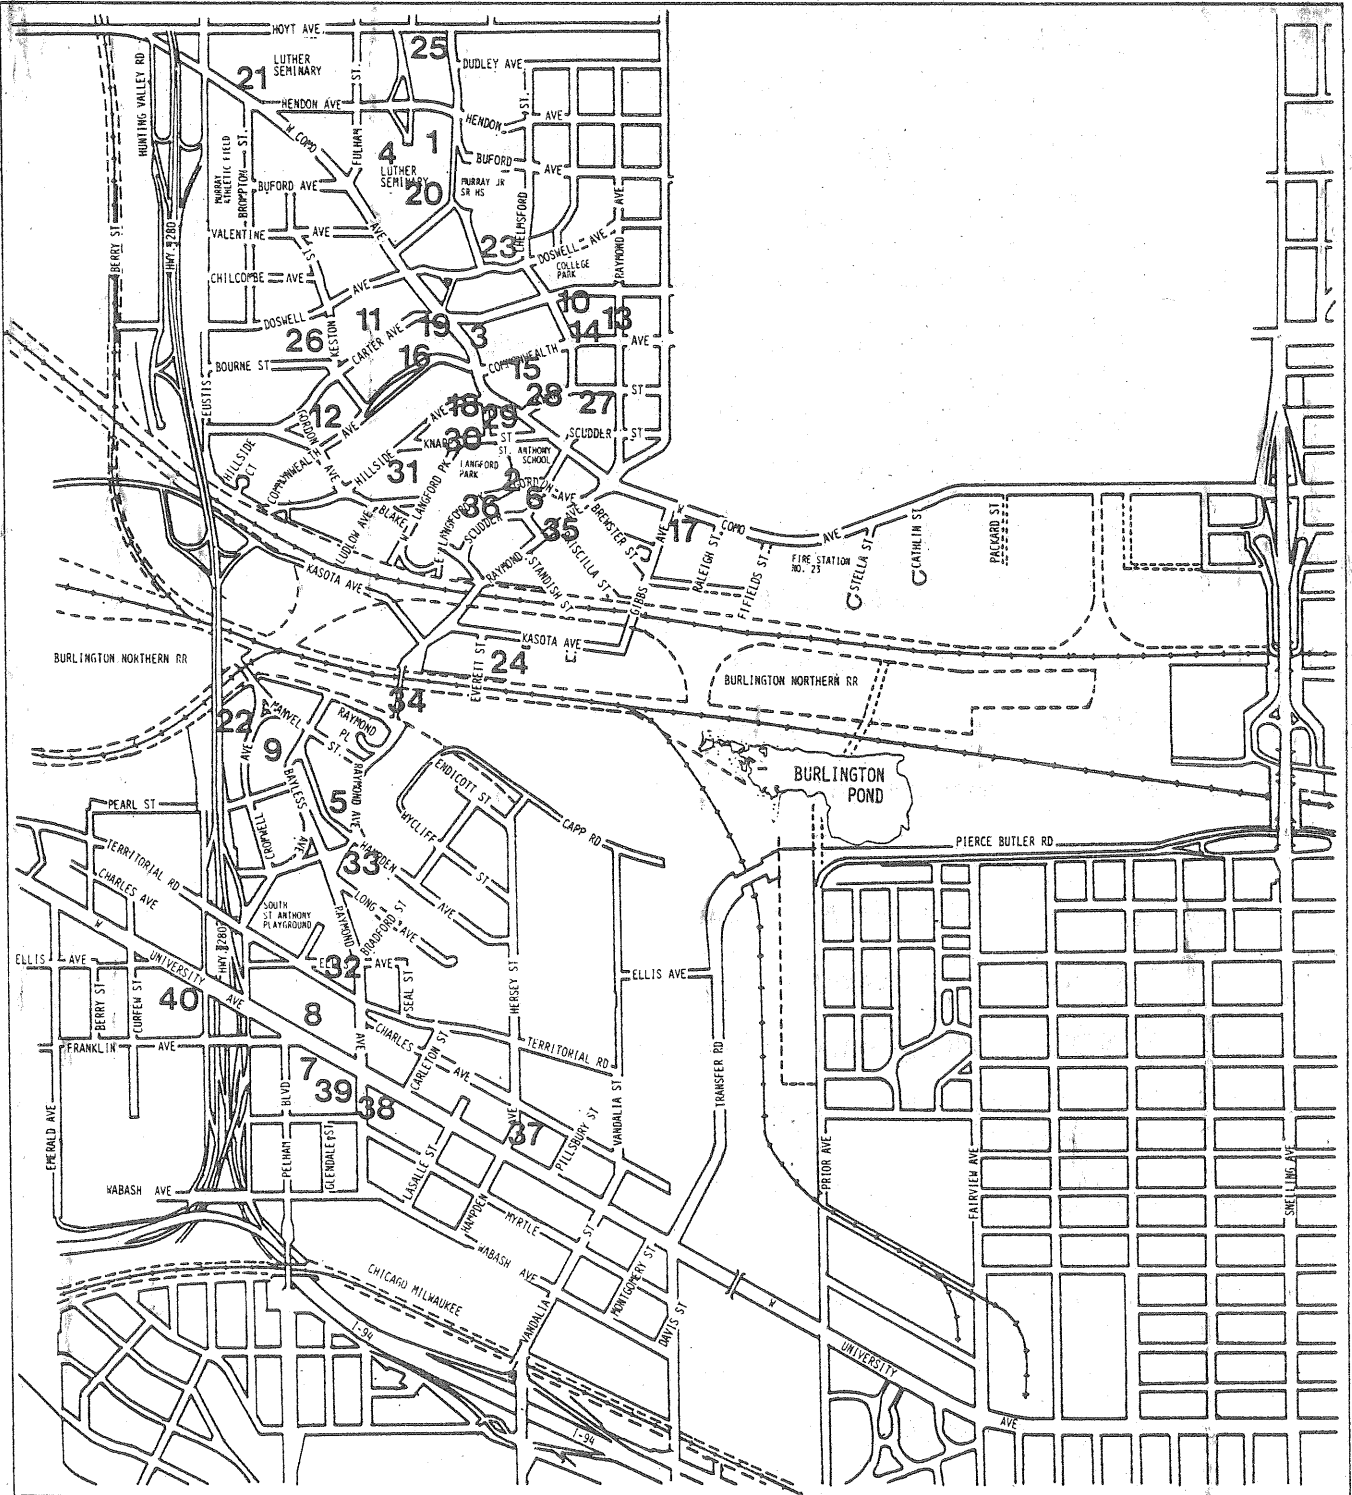 HOYT AVE.
25
LUTHER
SEMINARY
21
DUDLEY AVE
HUNTING VALLEY RD
FULHAM ST.
HENDON AVE
HENDON AVE
ST.
W COMO AVE
1
4
LUTHER
SEMINARY
20
BUFORD AVE
MURRAY JR
SR HS
MURRAY
ATHLETIC FIELD
BROMPTON ST.
BUFORD AVE
CHELMSFORD
RAYMOND AVE
VALENTINE AVE
HWY. 280
BERRY ST
23
DOSWELL AVE
COLLEGE
PARK
CHILCOMBE AVE
ST
DOSWELL AVE
10
11
19
3
14
13
26
KESTON
CARTER AVE
AVE
BOURNE ST
16
COMMONWEALTH
15
EUSTIS
28
27
ST
12
GORDON AVE
AVE
18
29
KNAPP ST
30
SCUDDER ST
ST. ANTHONY
SCHOOL
HILLSIDE CT
COMMONWEALTH AVE
HILLSIDE
31
LANGFORD PK
LANGFORD
PARK
2
GORDON AVE
6
36
BLAKE
LUDLOW AVE
SCUDDER
35
BREWSTER ST
17
W COMO AVE
RALEIGH ST
FIFIELDS ST
FIRE STATION
NO. 23
STELLA ST
CATHLIN ST
PACKARD ST
RAYMOND
STANDISH ST
PRISCILLA ST
GIBBS AVE
KASOTA AVE
KASOTA AVE
EVERETT ST
24
BURLINGTON NORTHERN RR
BURLINGTON NORTHERN RR
34
22
MANVEL ST.
RAYMOND
PL
9
AVE
BAYLESS AVE
RAYMOND AVE
5
ENDICOTT ST
WYCLIFF ST
CAPP RD
BURLINGTON
POND
PEARL ST
CROMWELL
33
HAMPDEN AVE
PIERCE BUTLER RD
TERRITORIAL RD
CHARLES AVE
LONG AVE
SOUTH
ST ANTHONY
PLAYGROUND
RAYMOND
BRADFORD ST
HWY. 280
W UNIVERSITY AVE
ELLIS AVE
ELLIS AVE
32
SEAL ST
HERSEY ST
ELLIS AVE
40
BERRY ST
CURFEW ST
8
FRANKLIN AVE
AVE
CHARLES AVE
CARLETON ST
TERRITORIAL RD
7
39
38
TRANSFER RD
VANDALIA ST
BLVD
PELHAM
GLENDALE ST
EMERALD AVE
AVE
37
PILLSBURY ST
LASALLE ST
HAMPDEN
MYRTLE
WABASH AVE
WABASH AVE
PRIOR AVE
FAIRVIEW AVE
SNELLING AVE
ST
VANDALIA
MONTGOMERY ST
DAVIS ST
CHICAGO MILWAUKEE
I-94
I-94
W UNIVERSITY AVE